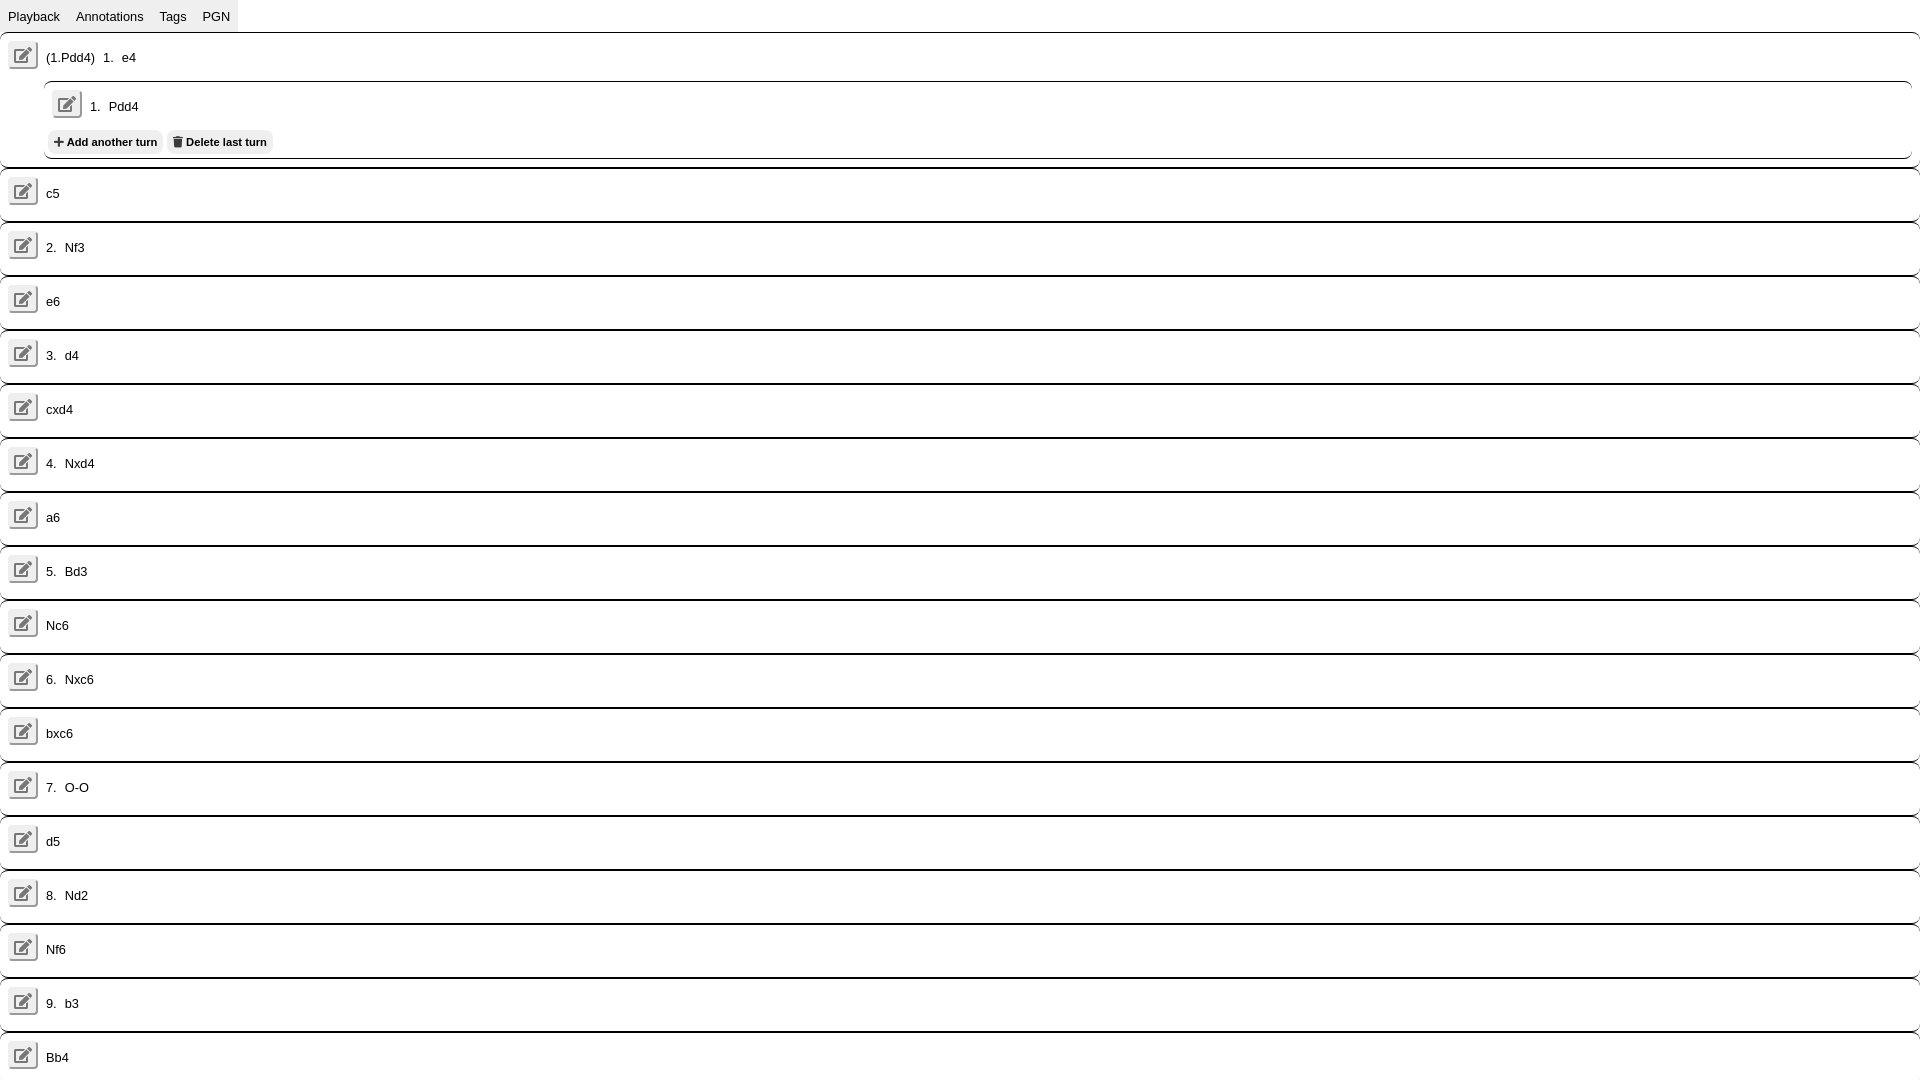 Playback Annotations Tags PGN
(1.Pdd4) 1. e4
1. Pdd4
Add another turn Delete last turn
c5
2. Nf3
e6
3. d4
cxd4
4. Nxd4
a6
5. Bd3
Nc6
6. Nxc6
bxc6
7. O-O
d5
8. Nd2
Nf6
9. b3
Bb4